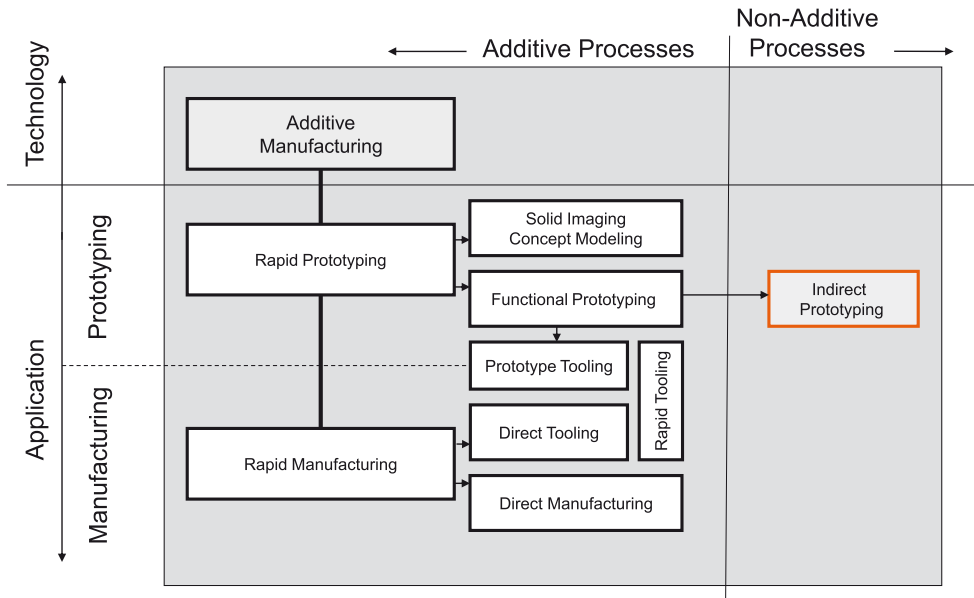 Non-Additive
Processes
Additive Processes
Technology
Additive
Manufacturing
Application
Prototyping
Rapid Prototyping
Solid Imaging
Concept Modeling
Functional Prototyping
Indirect
Prototyping
Prototype Tooling
Rapid Tooling
Manufacturing
Rapid Manufacturing
Direct Tooling
Direct Manufacturing